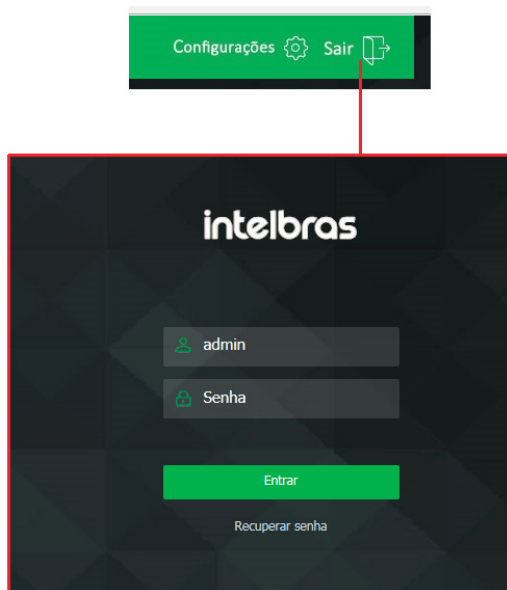 Configurações Sair
intelbras
admin
Senha
Entrar
Recuperar senha